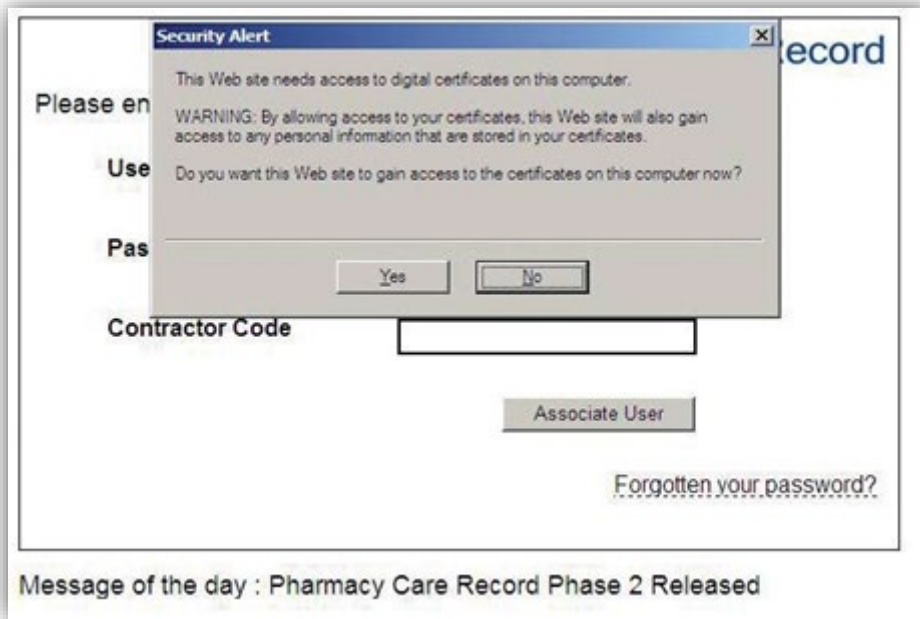 Security Alert
ecord
This Web site needs access to digital certificates on this computer.
Please en
WARNING: By allowing access to your certificates, this Web site will also gain
access to any personal information that are stored in your certificates.
Use
Do you want this Web site to gain access to the certificates on this computer now?
Pas
Yes No
Contractor Code
Associate User
Forgotten your password?
Message of the day : Pharmacy Care Record Phase 2 Released